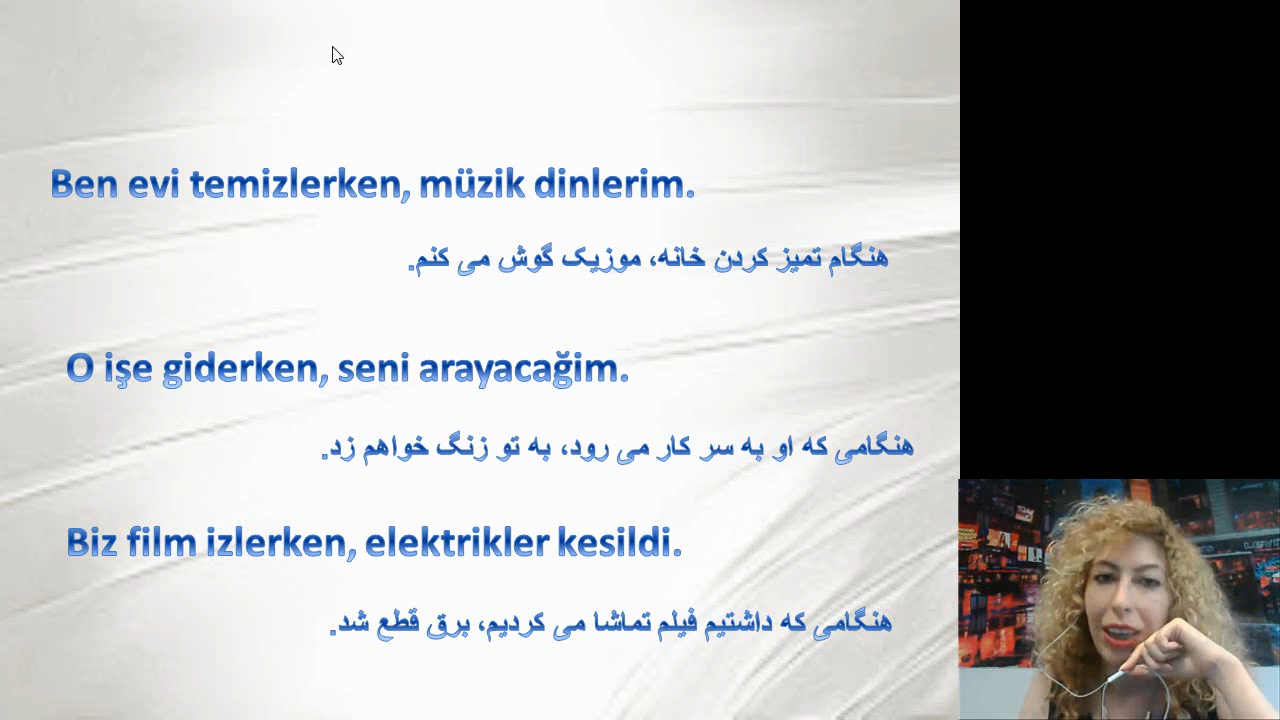 Ben evi temizlerken, müzik dinlerim.
هنگام تمیز کردن خانه، موزیک گوش می کنم.
O işe giderken, seni arayacağim.
هنگامی که او به سر کار می رود، به تو زنگ خواهم زد.
Biz film izlerken, elektrikler kesildi.
هنگامی که داشتیم فیلم تماشا می کردیم، برق قطع شد.